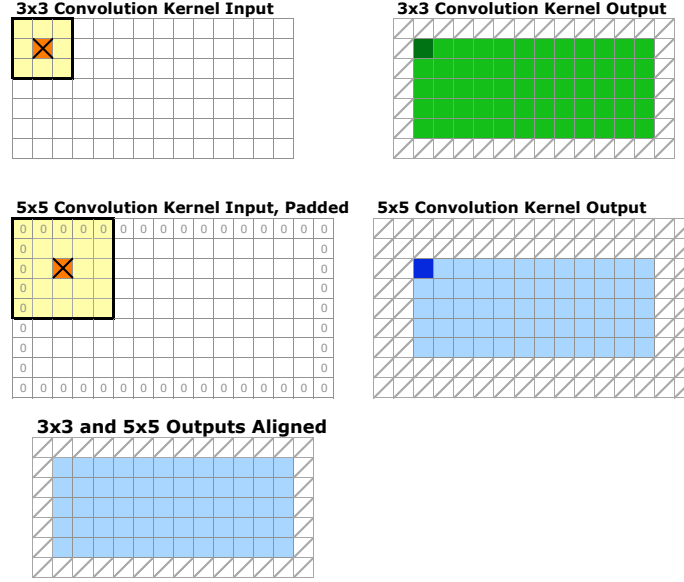 3x3 Convolution Kernel Input
3x3 Convolution Kernel Output
5x5 Convolution Kernel Input, Padded
0 0 0 0 0 0 0 0 0 0 0 0 0 0 0 0
0 0
0 0
0 0
0 0
0 0
0 0
0 0
0 0 0 0 0 0 0 0 0 0 0 0 0 0 0 0
5x5 Convolution Kernel Output
3x3 and 5x5 Outputs Aligned